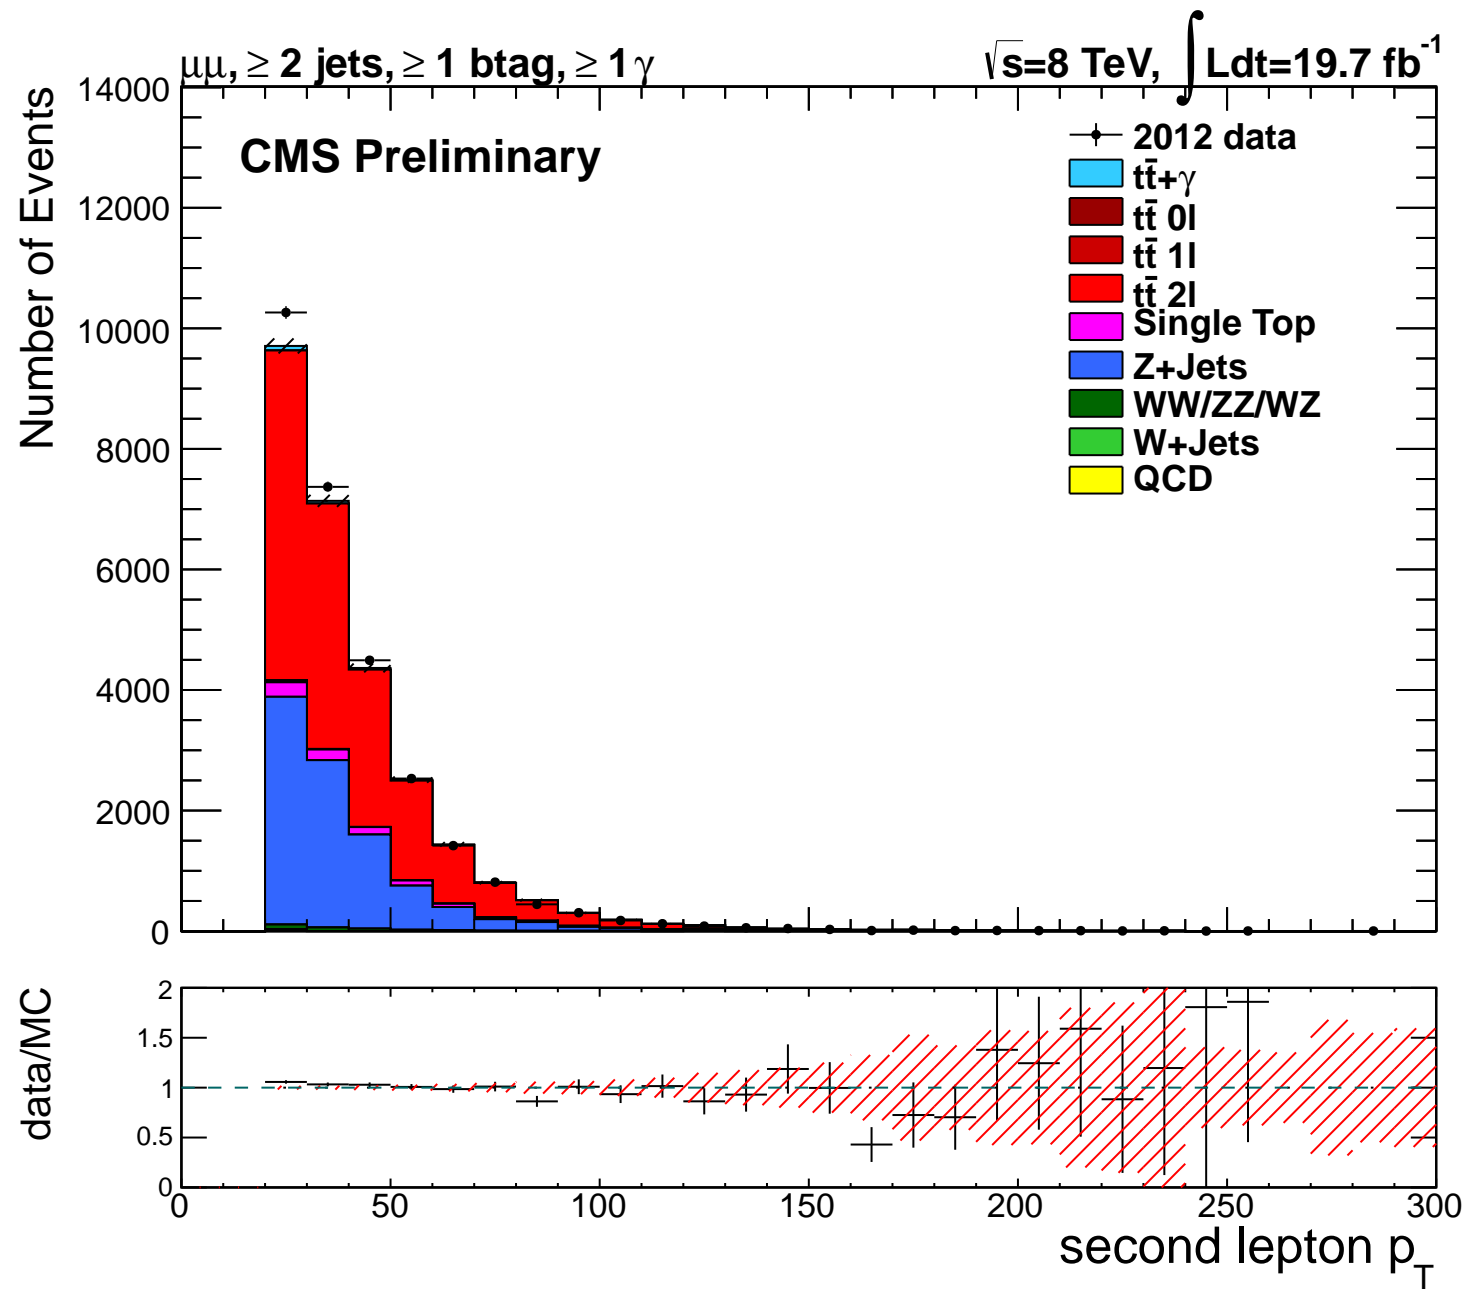 μμ, ≥ 2 jets, ≥ 1 btag, ≥ 1 γ
√s=8 TeV, ∫ Ldt=19.7 fb⁻¹
CMS Preliminary
2012 data
tt̄+γ
tt̄ 0l
tt̄ 1l
tt̄ 2l
Single Top
Z+Jets
WW/ZZ/WZ
W+Jets
QCD
Number of Events
14000
12000
10000
8000
6000
4000
2000
0
data/MC
2
1.5
1
0.5
0
0 50 100 150 200 250 300
second lepton p_T